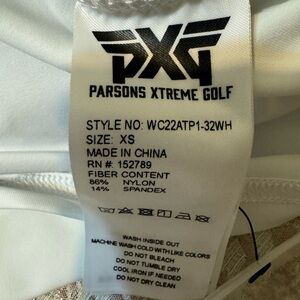 PXG
PARSONS XTREME GOLF
STYLE NO: WC22ATP1-32WH
SIZE: XS
MADE IN CHINA
RN #: 152789
FIBER CONTENT
86% NYLON
14% SPANDEX
WASH INSIDE OUT
MACHINE WASH COLD WITH LIKE COLORS
DO NOT BLEACH
DO NOT TUMBLE DRY
COOL IRON IF NEEDED
DO NOT DRY CLEAN